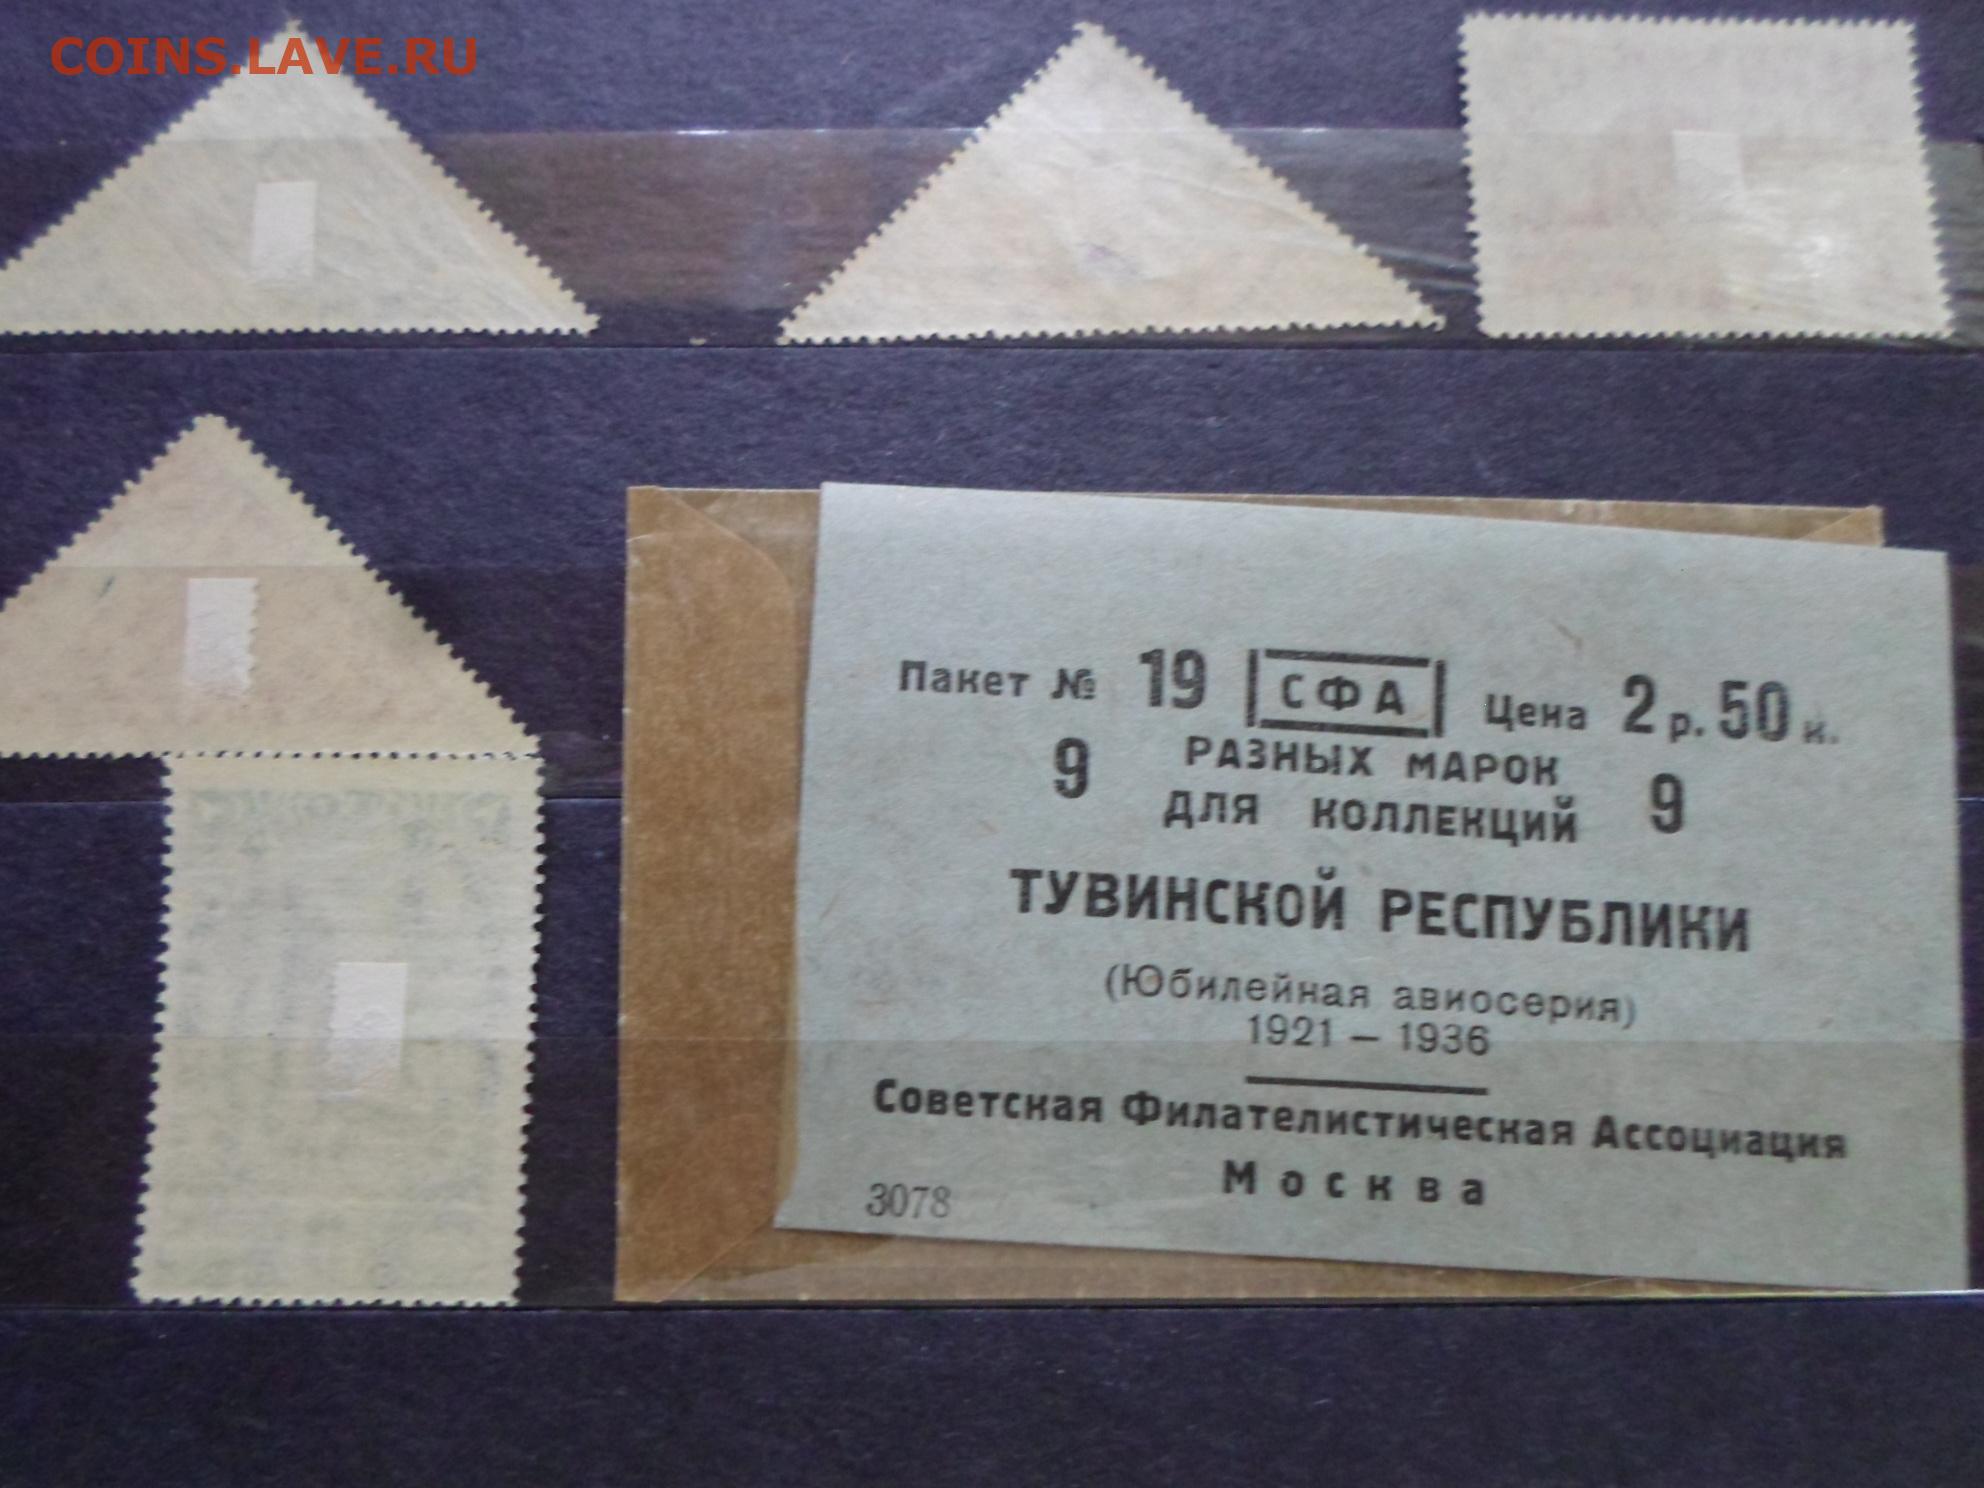 COINS.LAVE.RU
Пакет № 19 СФА Цена 2 р. 50 к.
9 РАЗНЫХ МАРОК 9
ДЛЯ КОЛЛЕКЦИЙ
ТУВИНСКОЙ РЕСПУБЛИКИ
(Юбилейная авиосерия)
1921 — 1936
Советская Филателистическая Ассоциация
Москва
3078